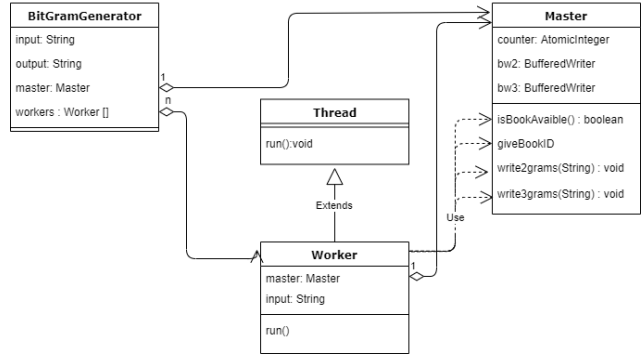 BitGramGenerator
input: String
output: String
master: Master
workers : Worker []
1
n
Thread
run():void
Extends
Worker
master: Master
input: String
run()
1
Use
Master
counter: AtomicInteger
bw2: BufferedWriter
bw3: BufferedWriter
isBookAvaible() : boolean
giveBookID
write2grams(String) : void
write3grams(String) : void